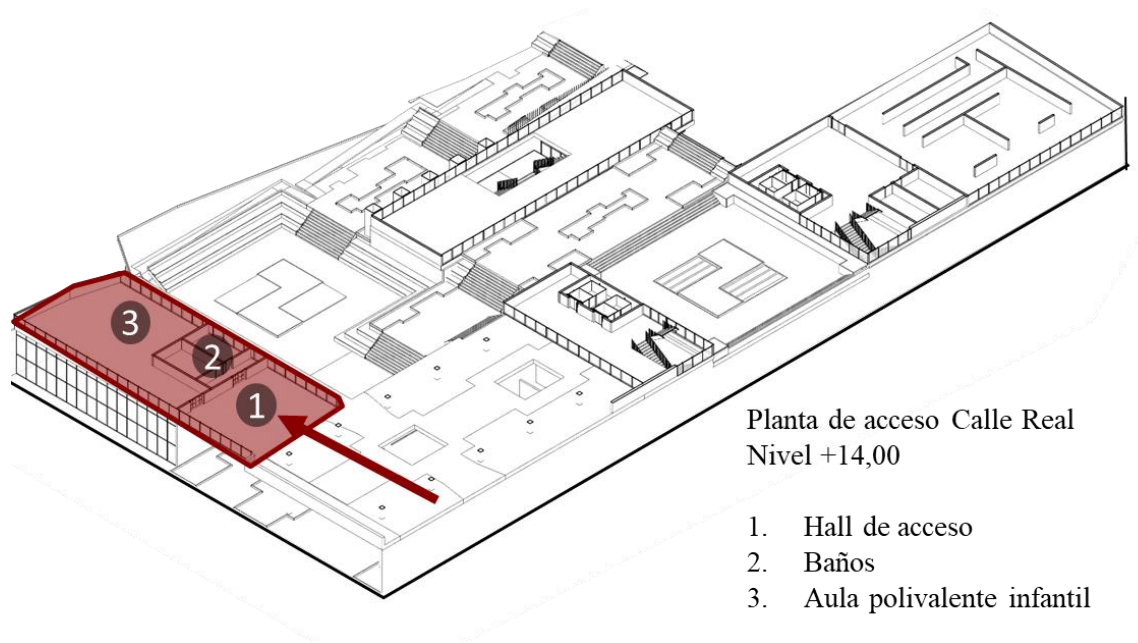 3
2
1
Planta de acceso Calle Real
Nivel +14,00
1. Hall de acceso
2. Baños
3. Aula polivalente infantil